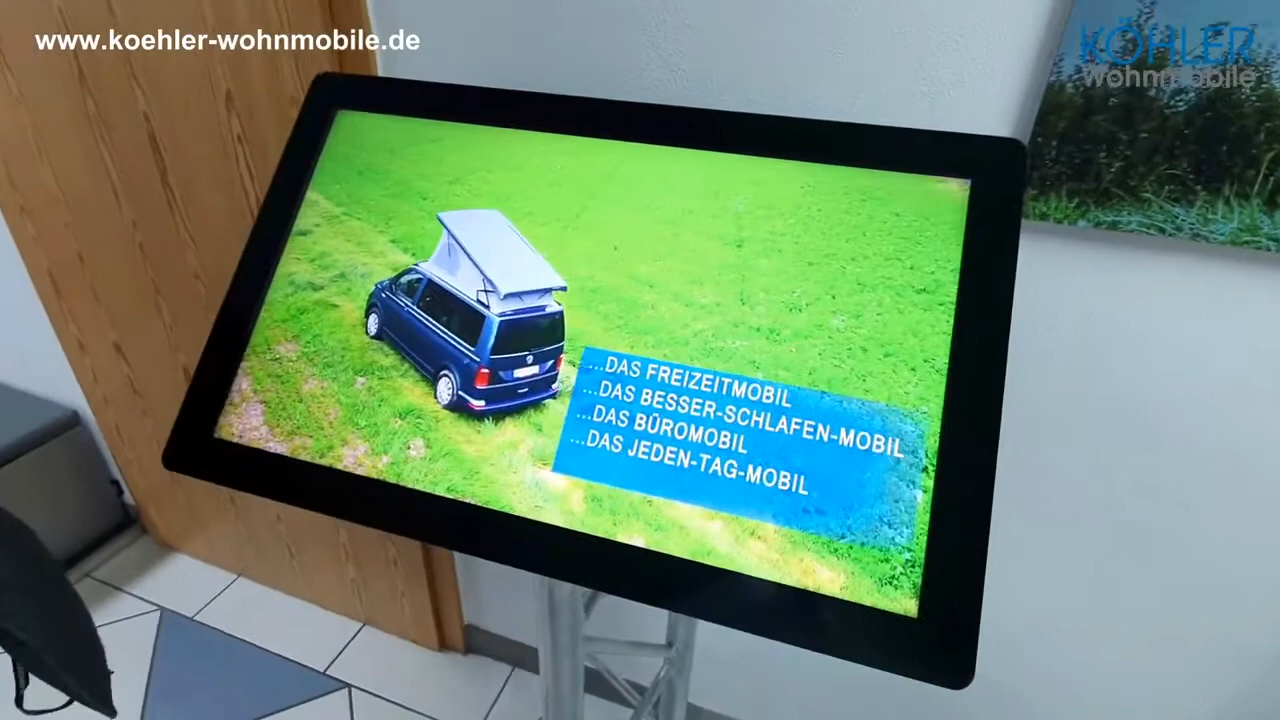 www.koehler-wohnmobile.de
KÖHLER
Wohnmobile
...DAS FREIZEITMOBIL
...DAS BESSER-SCHLAFEN-MOBIL
...DAS BÜROMOBIL
...DAS JEDEN-TAG-MOBIL